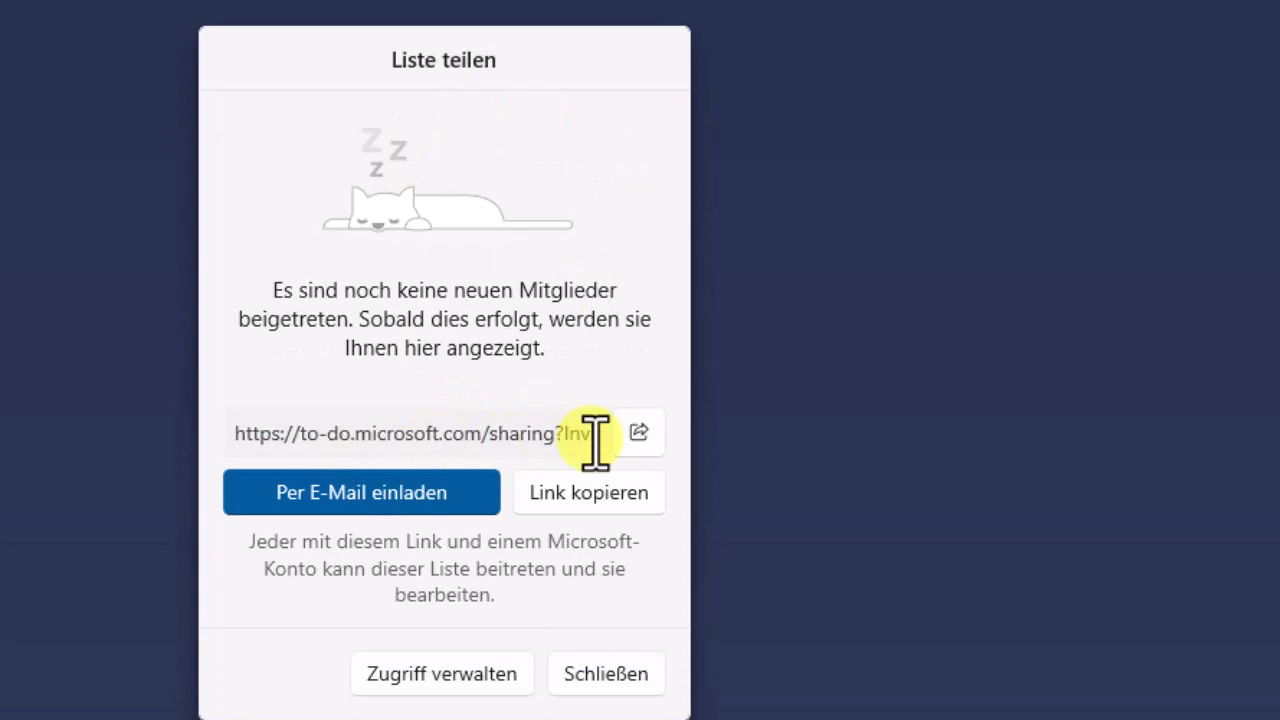 Liste teilen
Z Z
Z
Es sind noch keine neuen Mitglieder
beigetreten. Sobald dies erfolgt, werden sie
Ihnen hier angezeigt.
https://to-do.microsoft.com/sharing?Inv
Per E-Mail einladen
Link kopieren
Jeder mit diesem Link und einem Microsoft-
Konto kann dieser Liste beitreten und sie
bearbeiten.
Zugriff verwalten
Schließen